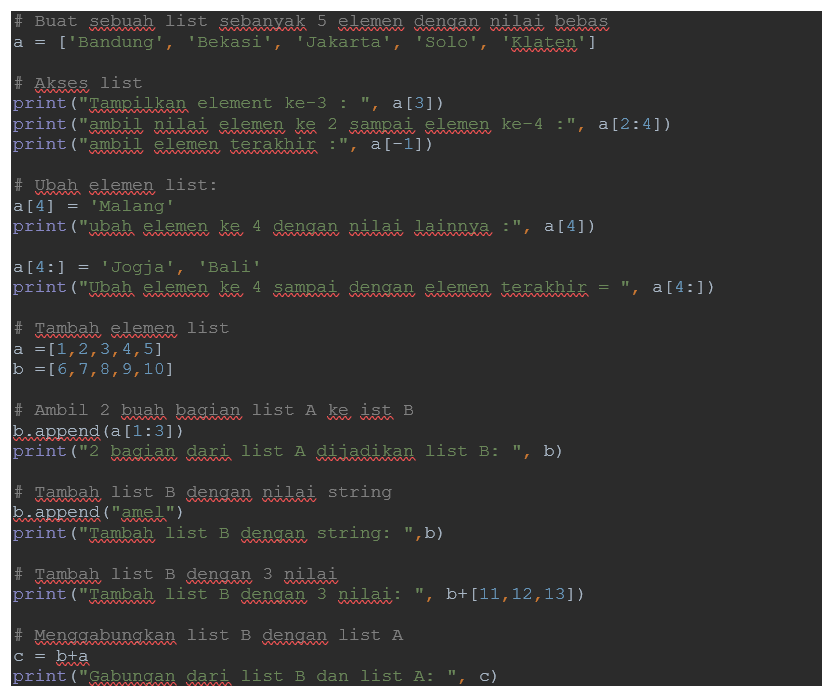 # Buat sebuah list sebanyak 5 elemen dengan nilai bebas
a = ['Bandung', 'Bekasi', 'Jakarta', 'Solo', 'Klaten']
# Akses list
print("Tampilkan element ke-3 : ", a[3])
print("ambil nilai elemen ke 2 sampai elemen ke-4 :", a[2:4])
print("ambil elemen terakhir :", a[-1])
# Ubah elemen list:
a[4] = 'Malang'
print("ubah elemen ke 4 dengan nilai lainnya :", a[4])
a[4:] = 'Jogja', 'Bali'
print("Ubah elemen ke 4 sampai dengan elemen terakhir = ", a[4:])
# Tambah elemen list
a =[1,2,3,4,5]
b =[6,7,8,9,10]
# Ambil 2 buah bagian list A ke ist B
b.append(a[1:3])
print("2 bagian dari list A dijadikan list B: ", b)
# Tambah list B dengan nilai string
b.append("amel")
print("Tambah list B dengan string: ",b)
# Tambah list B dengan 3 nilai
print("Tambah list B dengan 3 nilai: ", b+[11,12,13])
# Menggabungkan list B dengan list A
c = b+a
print("Gabungan dari list B dan list A: ", c)